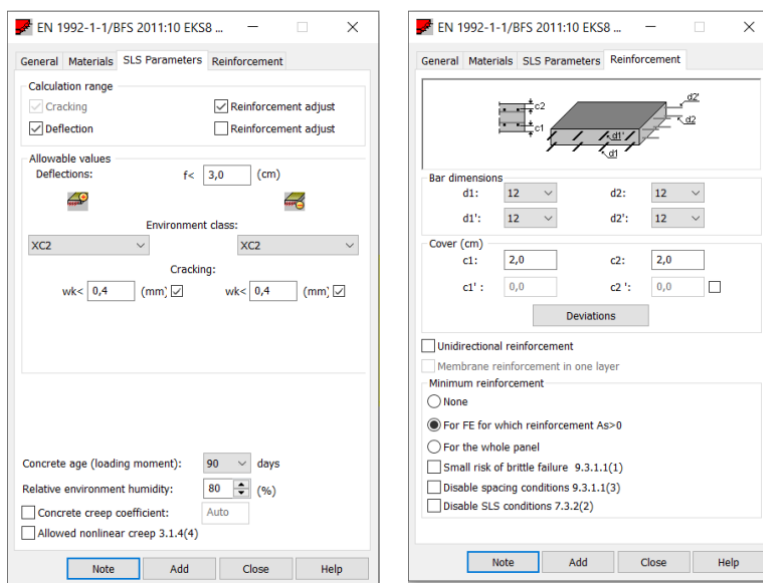 EN 1992-1-1/BFS 2011:10 EKS8 ...
General Materials SLS Parameters Reinforcement
Calculation range
Cracking Reinforcement adjust
Deflection Reinforcement adjust
Allowable values
Deflections: f< 3,0 (cm)
Environment class:
XC2 XC2
Cracking:
wk< 0,4 (mm) wk< 0,4 (mm)
Concrete age (loading moment): 90 days
Relative environment humidity: 80 (%)
Concrete creep coefficient: Auto
Allowed nonlinear creep 3.1.4(4)
Note Add Close Help
EN 1992-1-1/BFS 2011:10 EKS8 ...
General Materials SLS Parameters Reinforcement
c2
c1
d1'
d1
d2'
d2
Bar dimensions
d1: 12 d2: 12
d1': 12 d2': 12
Cover (cm)
c1: 2,0 c2: 2,0
c1' : 0,0 c2 ': 0,0
Deviations
Unidirectional reinforcement
Membrane reinforcement in one layer
Minimum reinforcement
None
For FE for which reinforcement As>0
For the whole panel
Small risk of brittle failure 9.3.1.1(1)
Disable spacing conditions 9.3.1.1(3)
Disable SLS conditions 7.3.2(2)
Note Add Close Help